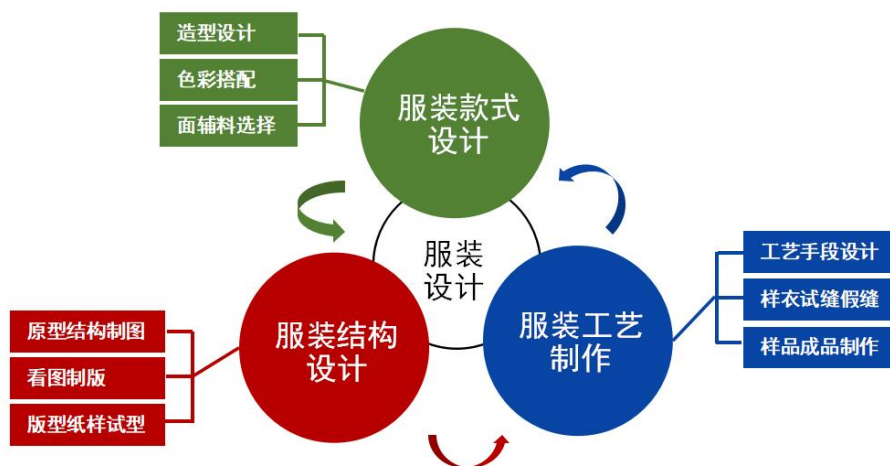 造型设计
色彩搭配
面辅料选择
服装款式
设计
服装
设计
工艺手段设计
样衣试缝假缝
样品成品制作
服装工艺
制作
原型结构制图
看图制版
版型纸样试型
服装结构
设计